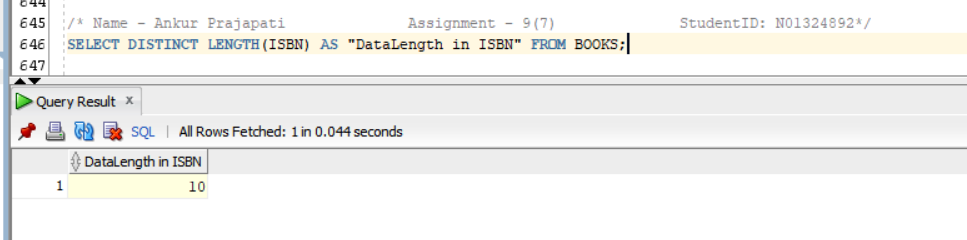 644
645 /* Name - Ankur Prajapati Assignment - 9(7) StudentID: N01324892*/
646 SELECT DISTINCT LENGTH(ISBN) AS "DataLength in ISBN" FROM BOOKS;
647
Query Result x
SQL | All Rows Fetched: 1 in 0.044 seconds
DataLength in ISBN
1 10